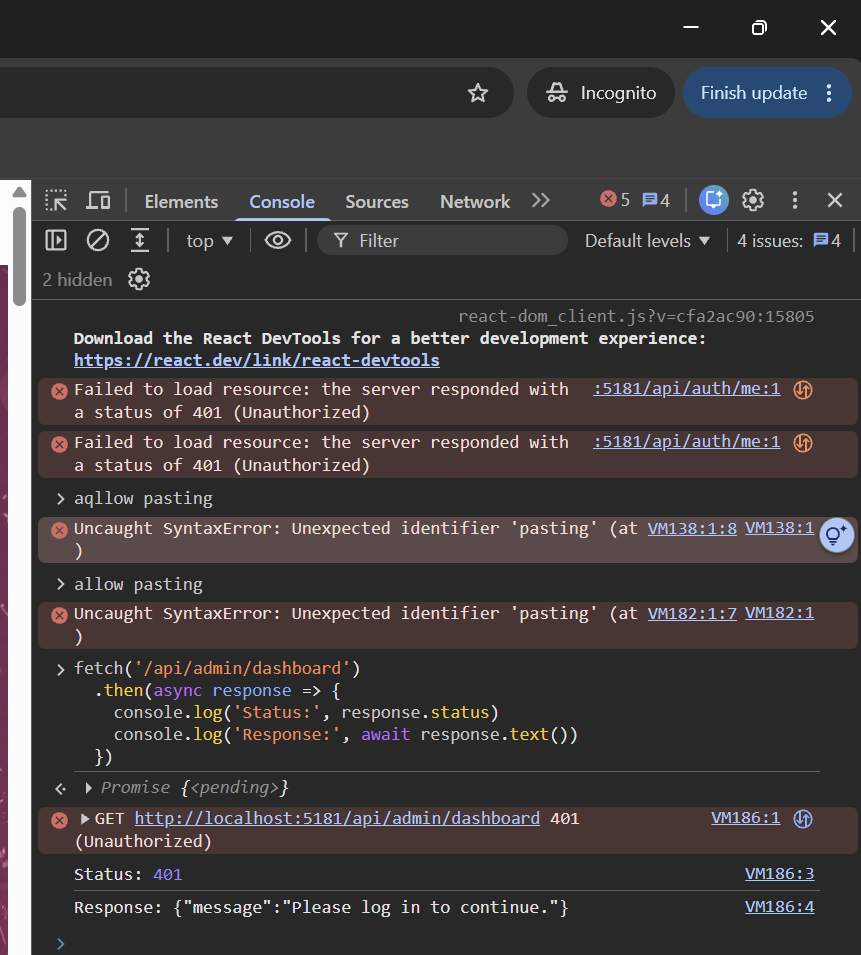 Incognito
Finish update
Elements
Console
Sources
Network
5
4
top
Filter
Default levels
4 issues:
4
2 hidden
react-dom_client.js?v=cfa2ac90:15805
Download the React DevTools for a better development experience:
https://react.dev/link/react-devtools
Failed to load resource: the server responded with :5181/api/auth/me:1
a status of 401 (Unauthorized)
Failed to load resource: the server responded with :5181/api/auth/me:1
a status of 401 (Unauthorized)
> aqllow pasting
Uncaught SyntaxError: Unexpected identifier 'pasting' (at VM138:1:8 VM138:1
)
> allow pasting
Uncaught SyntaxError: Unexpected identifier 'pasting' (at VM182:1:7 VM182:1
)
> fetch('/api/admin/dashboard')
.then(async response => {
console.log('Status:', response.status)
console.log('Response:', await response.text())
})
Promise {<pending>}
GET http://localhost:5181/api/admin/dashboard 401 VM186:1
(Unauthorized)
Status: 401 VM186:3
Response: {"message":"Please log in to continue."} VM186:4
>